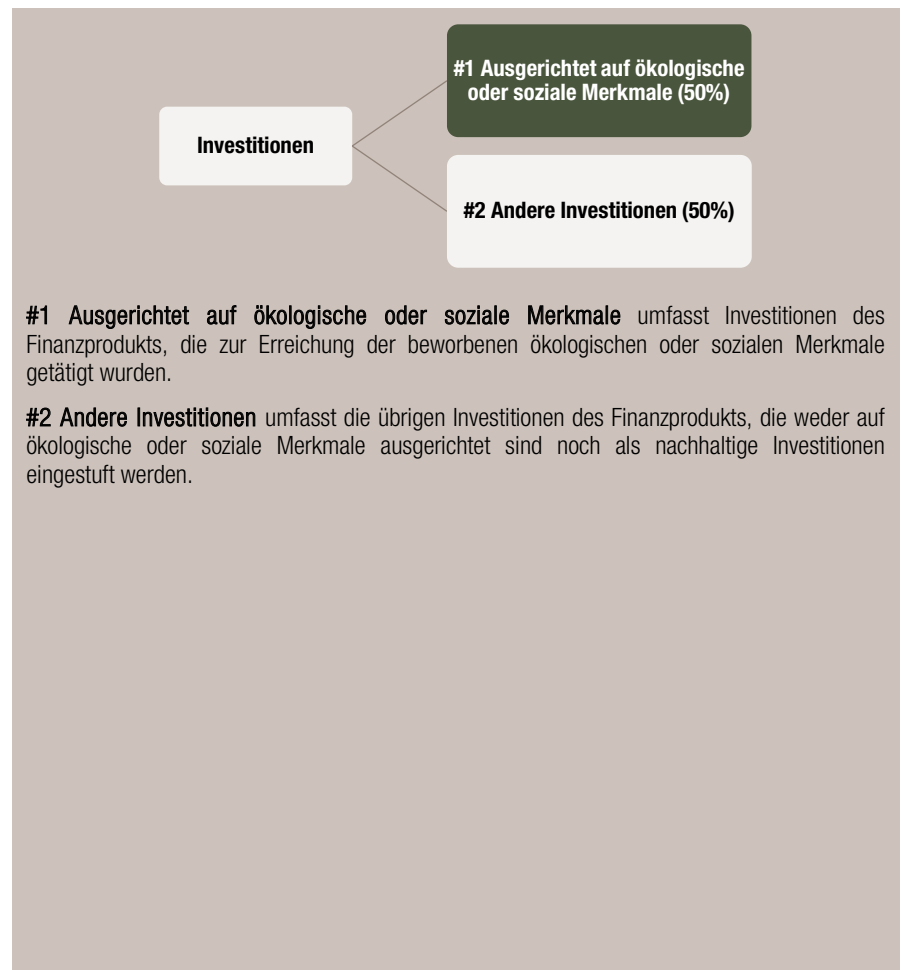 #1 Ausgerichtet auf ökologische
oder soziale Merkmale (50%)
Investitionen
#2 Andere Investitionen (50%)
#1 Ausgerichtet auf ökologische oder soziale Merkmale umfasst Investitionen des
Finanzprodukts, die zur Erreichung der beworbenen ökologischen oder sozialen Merkmale
getätigt wurden.
#2 Andere Investitionen umfasst die übrigen Investitionen des Finanzprodukts, die weder auf
ökologische oder soziale Merkmale ausgerichtet sind noch als nachhaltige Investitionen
eingestuft werden.